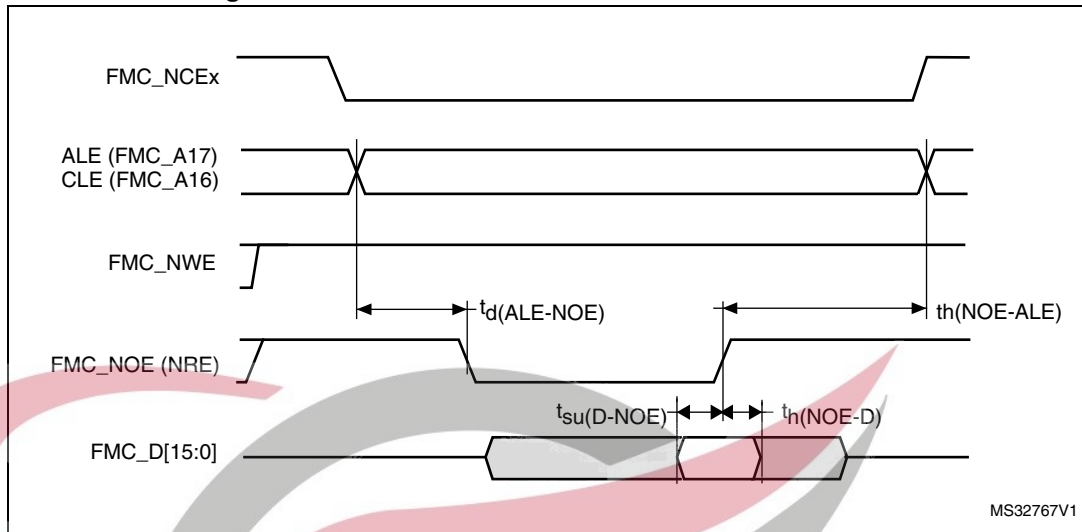 FMC_NCEx
ALE (FMC_A17)
CLE (FMC_A16)
FMC_NWE
td(ALE-NOE)
th(NOE-ALE)
FMC_NOE (NRE)
tsu(D-NOE)
th(NOE-D)
FMC_D[15:0]
MS32767V1